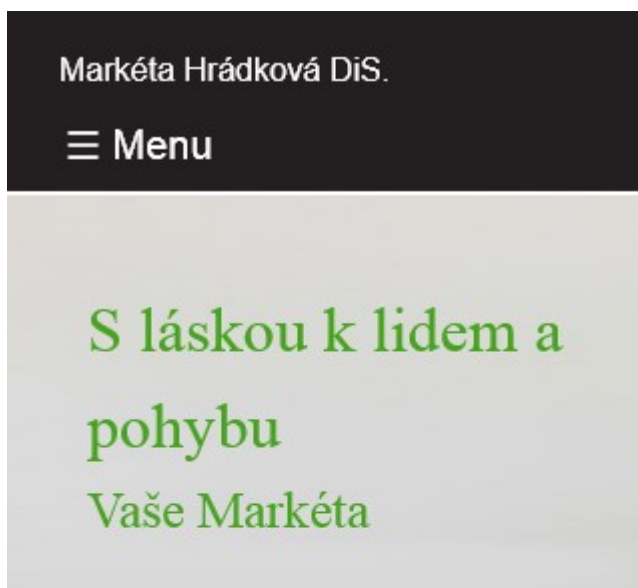 Markéta Hrádková DiS.
☰ Menu
S láskou k lidem a
pohybu
Vaše Markéta